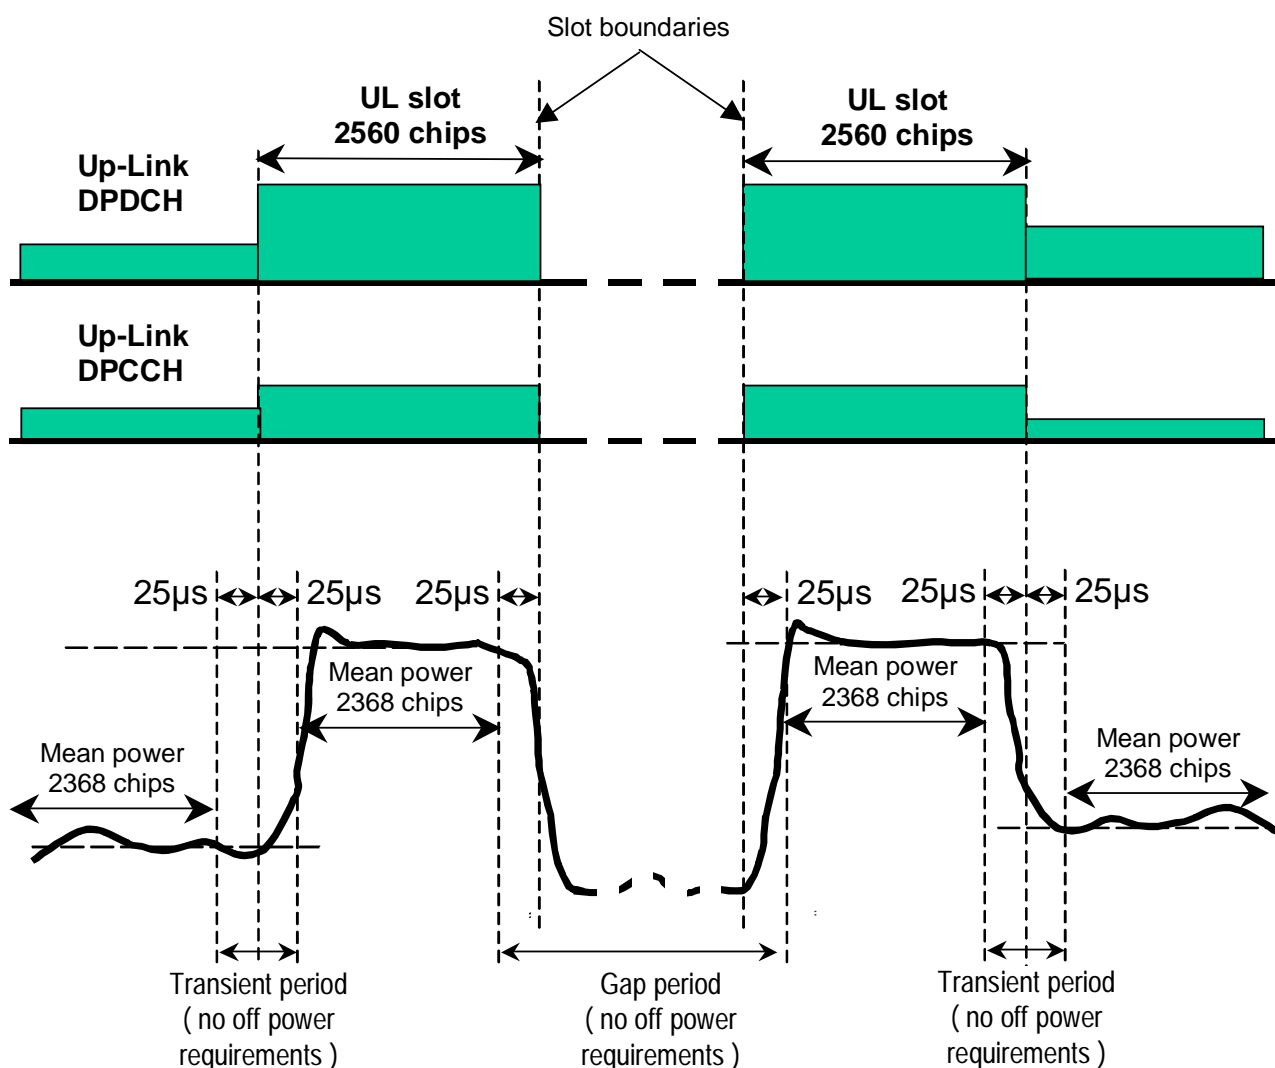 Slot boundaries
UL slot
2560 chips
UL slot
2560 chips
Up-Link
DPDCH
Up-Link
DPCCH
25µs
25µs
25µs
25µs
25µs
25µs
Mean power
2368 chips
Mean power
2368 chips
Mean power
2368 chips
Mean power
2368 chips
Transient period
( no off power
requirements )
Gap period
( no off power
requirements )
Transient period
( no off power
requirements )